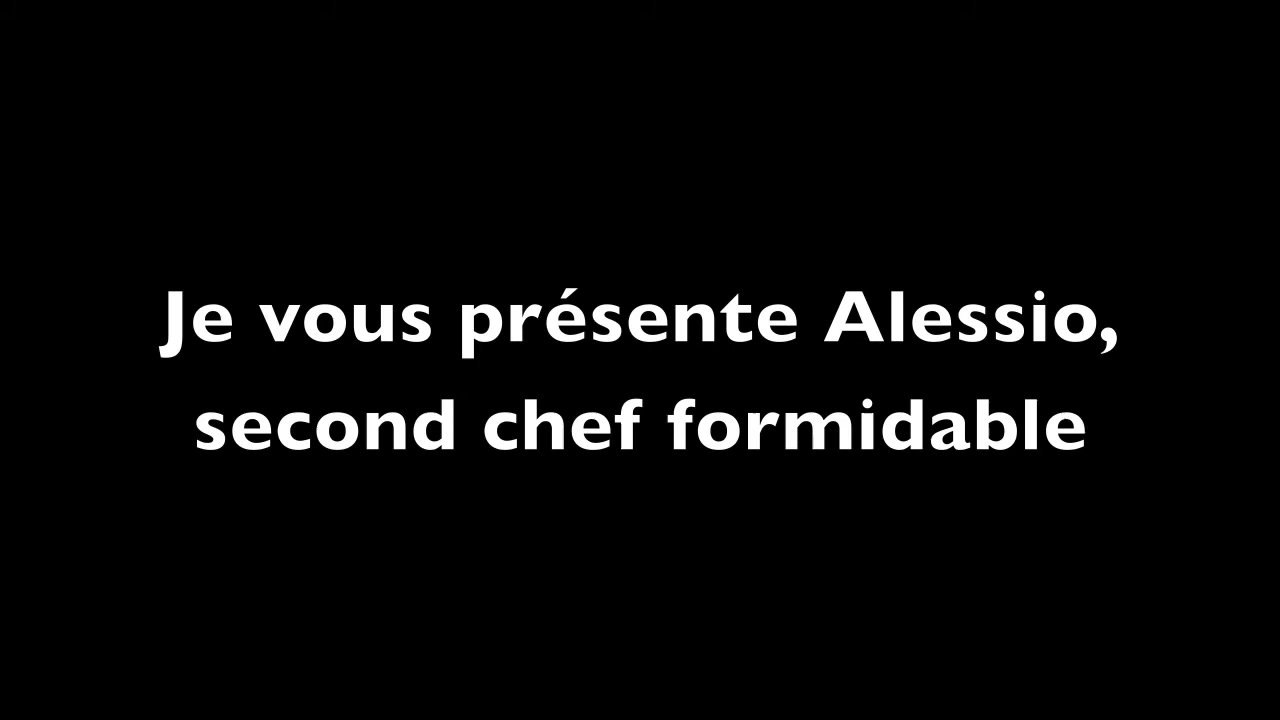 Je vous présente Alessio,
second chef formidable